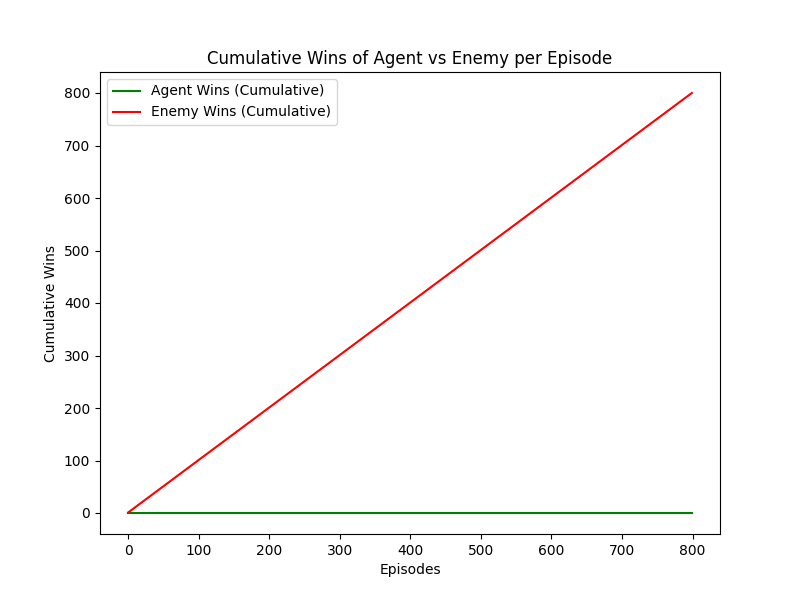 Cumulative Wins of Agent vs Enemy per Episode
Agent Wins (Cumulative)
Enemy Wins (Cumulative)
Cumulative Wins
800
700
600
500
400
300
200
100
0
0 100 200 300 400 500 600 700 800
Episodes